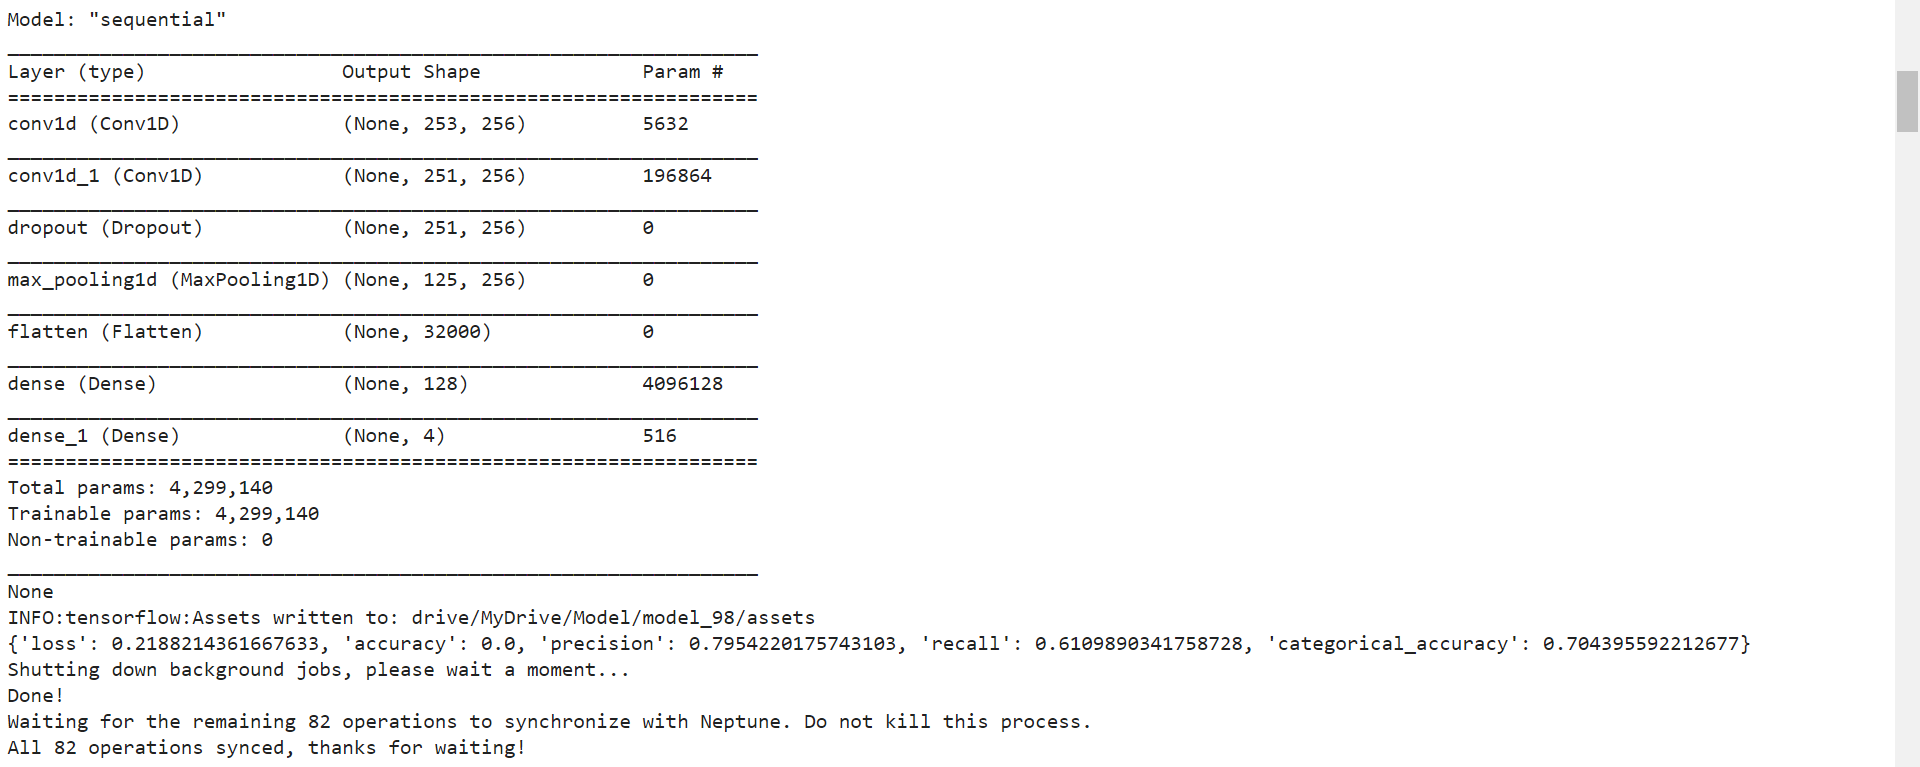 Model: "sequential"
_________________________________________________________________
Layer (type)                 Output Shape              Param #
=================================================================
conv1d (Conv1D)              (None, 253, 256)          5632
_________________________________________________________________
conv1d_1 (Conv1D)            (None, 251, 256)          196864
_________________________________________________________________
dropout (Dropout)            (None, 251, 256)          0
_________________________________________________________________
max_pooling1d (MaxPooling1D) (None, 125, 256)          0
_________________________________________________________________
flatten (Flatten)            (None, 32000)             0
_________________________________________________________________
dense (Dense)                (None, 128)               4096128
_________________________________________________________________
dense_1 (Dense)              (None, 4)                 516
=================================================================
Total params: 4,299,140
Trainable params: 4,299,140
Non-trainable params: 0
_________________________________________________________________
None
INFO:tensorflow:Assets written to: drive/MyDrive/Model/model_98/assets
{'loss': 0.2188214361667633, 'accuracy': 0.0, 'precision': 0.7954220175743103, 'recall': 0.6109890341758728, 'categorical_accuracy': 0.704395592212677}
Shutting down background jobs, please wait a moment...
Done!
Waiting for the remaining 82 operations to synchronize with Neptune. Do not kill this process.
All 82 operations synced, thanks for waiting!